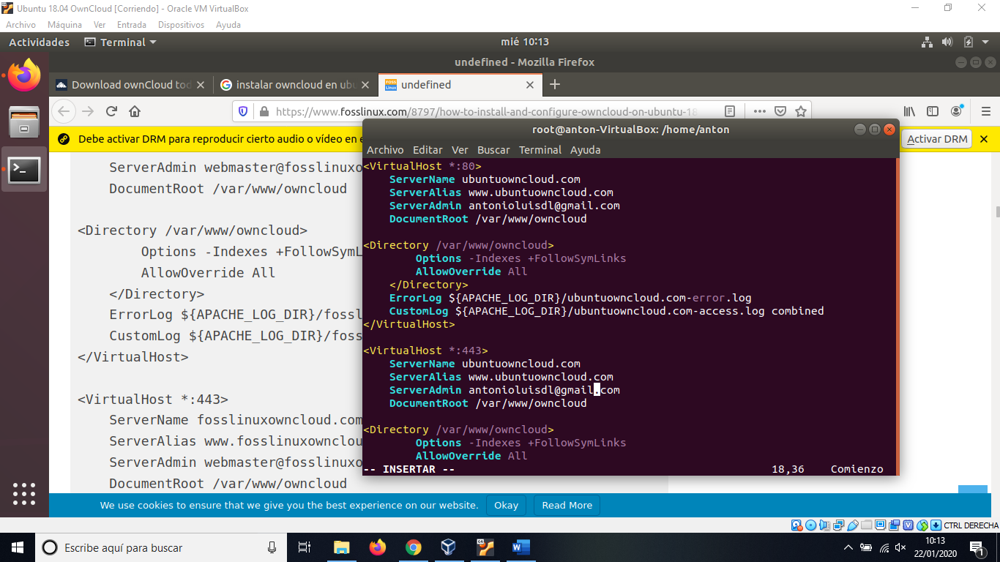 Ubuntu 18.04 OwnCloud [Corriendo] - Oracle VM VirtualBox
Archivo Máquina Ver Entrada Dispositivos Ayuda
Actividades Terminal mié 10:13
undefined - Mozilla Firefox
Download ownCloud tod instalar owncloud en ubu undefined
https://www.fosslinux.com/8797/how-to-install-and-configure-owncloud-on-ubuntu-18
Debe activar DRM para reproducir cierto audio o vídeo en e Activar DRM
ServerAdmin webmaster@fosslinuxo
DocumentRoot /var/www/owncloud
<Directory /var/www/owncloud>
Options -Indexes +FollowSymL
AllowOverride All
</Directory>
ErrorLog ${APACHE_LOG_DIR}/fossl
CustomLog ${APACHE_LOG_DIR}/foss
</VirtualHost>
<VirtualHost *:443>
ServerName fosslinuxowncloud.com
ServerAlias www.fosslinuxownclou
ServerAdmin webmaster@fosslinuxo
DocumentRoot /var/www/owncloud
root@anton-VirtualBox: /home/anton
Archivo Editar Ver Buscar Terminal Ayuda
<VirtualHost *:80>
ServerName ubuntuowncloud.com
ServerAlias www.ubuntuowncloud.com
ServerAdmin antonioluisdl@gmail.com
DocumentRoot /var/www/owncloud
<Directory /var/www/owncloud>
Options -Indexes +FollowSymLinks
AllowOverride All
</Directory>
ErrorLog ${APACHE_LOG_DIR}/ubuntuowncloud.com-error.log
CustomLog ${APACHE_LOG_DIR}/ubuntuowncloud.com-access.log combined
</VirtualHost>
<VirtualHost *:443>
ServerName ubuntuowncloud.com
ServerAlias www.ubuntuowncloud.com
ServerAdmin antonioluisdl@gmail.com
DocumentRoot /var/www/owncloud
<Directory /var/www/owncloud>
Options -Indexes +FollowSymLinks
AllowOverride All
-- INSERTAR -- 18,36 Comienzo
We use cookies to ensure that we give you the best experience on our website. Okay Read More
CTRL DERECHA
Escribe aquí para buscar
10:13
22/01/2020
1